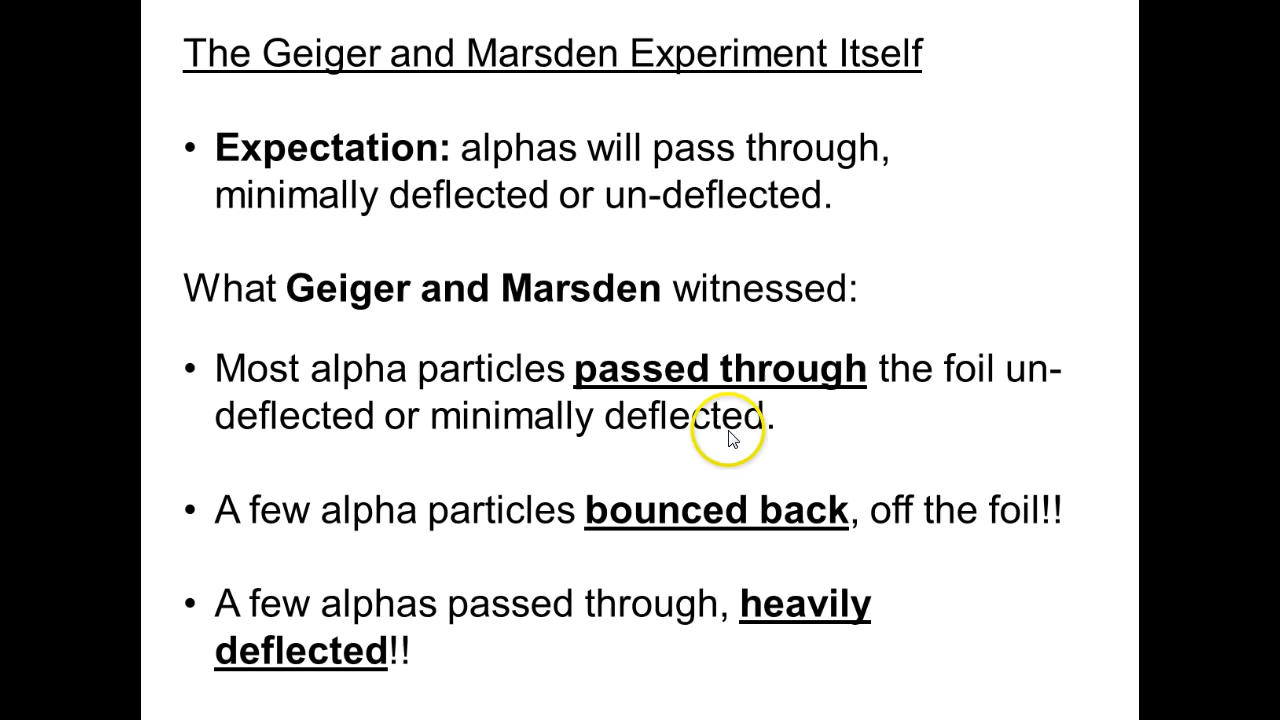 The Geiger and Marsden Experiment Itself
• Expectation: alphas will pass through,
minimally deflected or un-deflected.
What Geiger and Marsden witnessed:
• Most alpha particles passed through the foil un-
deflected or minimally deflected.
• A few alpha particles bounced back, off the foil!!
• A few alphas passed through, heavily
deflected!!